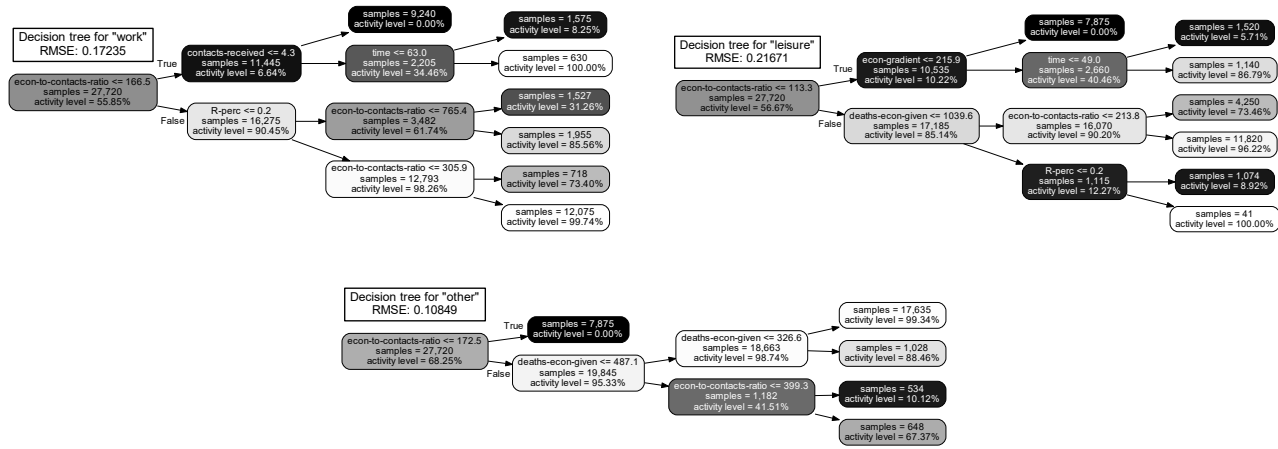 Decision tree for "work"
RMSE: 0.17235
econ-to-contacts-ratio <= 166.5
samples = 27,720
activity level = 55.85%
True
False
contacts-received <= 4.3
samples = 11,445
activity level = 6.64%
samples = 9,240
activity level = 0.00%
time <= 63.0
samples = 2,205
activity level = 34.46%
samples = 1,575
activity level = 8.25%
samples = 630
activity level = 100.00%
R-perc <= 0.2
samples = 16,275
activity level = 90.45%
econ-to-contacts-ratio <= 765.4
samples = 3,482
activity level = 61.74%
samples = 1,527
activity level = 31.26%
samples = 1,955
activity level = 85.56%
econ-to-contacts-ratio <= 305.9
samples = 12,793
activity level = 98.26%
samples = 718
activity level = 73.40%
samples = 12,075
activity level = 99.74%
Decision tree for "leisure"
RMSE: 0.21671
econ-to-contacts-ratio <= 113.3
samples = 27,720
activity level = 56.67%
True
False
econ-gradient <= 215.9
samples = 10,535
activity level = 10.22%
samples = 7,875
activity level = 0.00%
time <= 49.0
samples = 2,660
activity level = 40.46%
samples = 1,520
activity level = 5.71%
samples = 1,140
activity level = 86.79%
deaths-econ-given <= 1039.6
samples = 17,185
activity level = 85.14%
econ-to-contacts-ratio <= 213.8
samples = 16,070
activity level = 90.20%
samples = 4,250
activity level = 73.46%
samples = 11,820
activity level = 96.22%
R-perc <= 0.2
samples = 1,115
activity level = 12.27%
samples = 1,074
activity level = 8.92%
samples = 41
activity level = 100.00%
Decision tree for "other"
RMSE: 0.10849
econ-to-contacts-ratio <= 172.5
samples = 27,720
activity level = 68.25%
True
False
samples = 7,875
activity level = 0.00%
deaths-econ-given <= 487.1
samples = 19,845
activity level = 95.33%
deaths-econ-given <= 326.6
samples = 18,663
activity level = 98.74%
samples = 17,635
activity level = 99.34%
samples = 1,028
activity level = 88.46%
econ-to-contacts-ratio <= 399.3
samples = 1,182
activity level = 41.51%
samples = 534
activity level = 10.12%
samples = 648
activity level = 67.37%